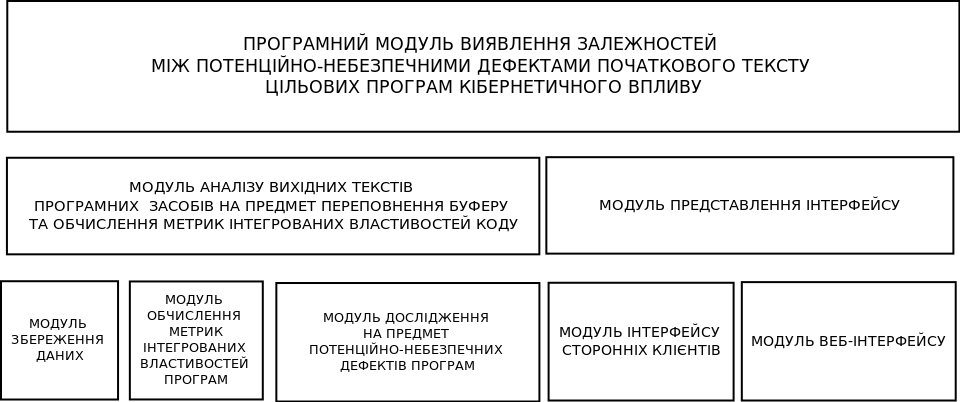 ПРОГРАМНИЙ МОДУЛЬ ВИЯВЛЕННЯ ЗАЛЕЖНОСТЕЙ
МІЖ ПОТЕНЦІЙНО-НЕБЕЗПЕЧНИМИ ДЕФЕКТАМИ ПОЧАТКОВОГО ТЕКСТУ
ЦІЛЬОВИХ ПРОГРАМ КІБЕРНЕТИЧНОГО ВПЛИВУ
МОДУЛЬ АНАЛІЗУ ВИХІДНИХ ТЕКСТІВ
ПРОГРАМНИХ  ЗАСОБІВ НА ПРЕДМЕТ ПЕРЕПОВНЕННЯ БУФЕРУ
ТА ОБЧИСЛЕННЯ МЕТРИК ІНТЕГРОВАНИХ ВЛАСТИВОСТЕЙ КОДУ
МОДУЛЬ ПРЕДСТАВЛЕННЯ ІНТЕРФЕЙСУ
МОДУЛЬ
ЗБЕРЕЖЕННЯ
ДАНИХ
МОДУЛЬ
ОБЧИСЛЕННЯ
МЕТРИК
ІНТЕГРОВАНИХ
ВЛАСТИВОСТЕЙ
ПРОГРАМ
МОДУЛЬ ДОСЛІДЖЕННЯ
НА ПРЕДМЕТ
ПОТЕНЦІЙНО-НЕБЕЗПЕЧНИХ
ДЕФЕКТІВ ПРОГРАМ
МОДУЛЬ ІНТЕРФЕЙСУ
СТОРОННІХ КЛІЄНТІВ
МОДУЛЬ ВЕБ-ІНТЕРФЕЙСУ